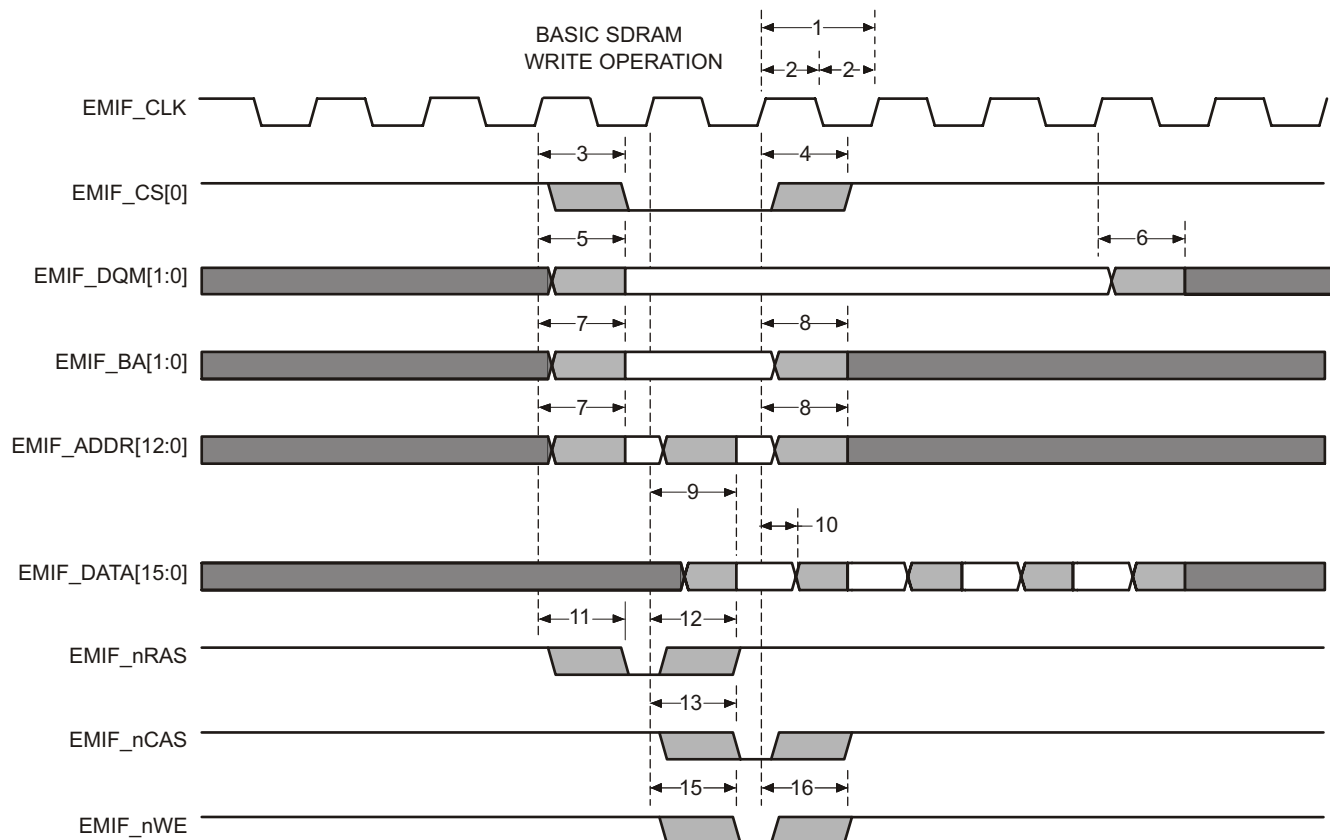 BASIC SDRAM
WRITE OPERATION
1
2
2
EMIF_CLK
3
4
EMIF_CS[0]
5
6
EMIF_DQM[1:0]
7
8
EMIF_BA[1:0]
7
8
EMIF_ADDR[12:0]
9
10
EMIF_DATA[15:0]
11
12
EMIF_nRAS
13
EMIF_nCAS
15
16
EMIF_nWE